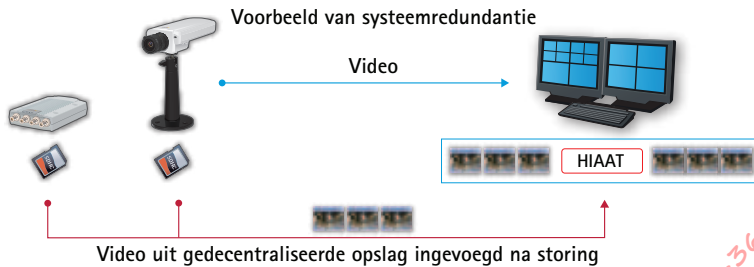 Voorbeeld van systeemredundantie
Video
HIAAT
Video uit gedecentraliseerde opslag ingevoegd na storing